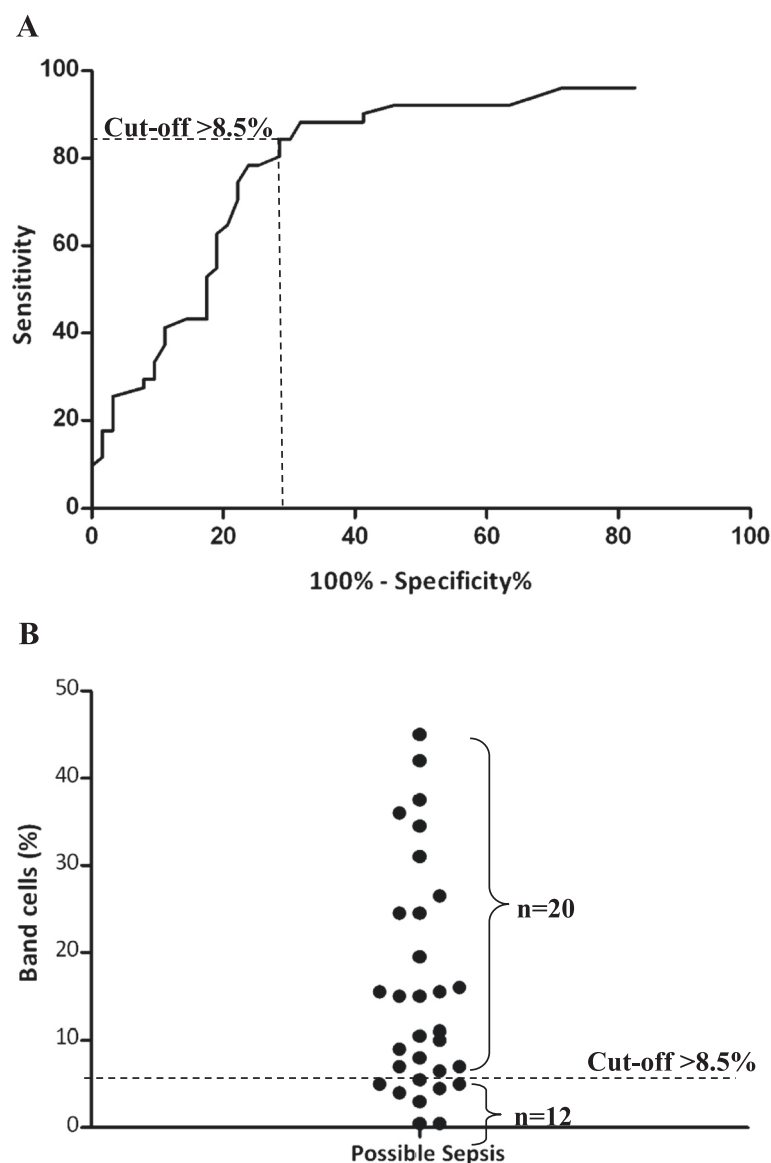 A
100
80
60
40
20
0
Sensitivity
Cut-off >8.5%
0 20 40 60 80 100
100% - Specificity%
B
50
40
30
20
10
0
Band cells (%)
n=20
Cut-off >8.5%
n=12
Possible Sepsis